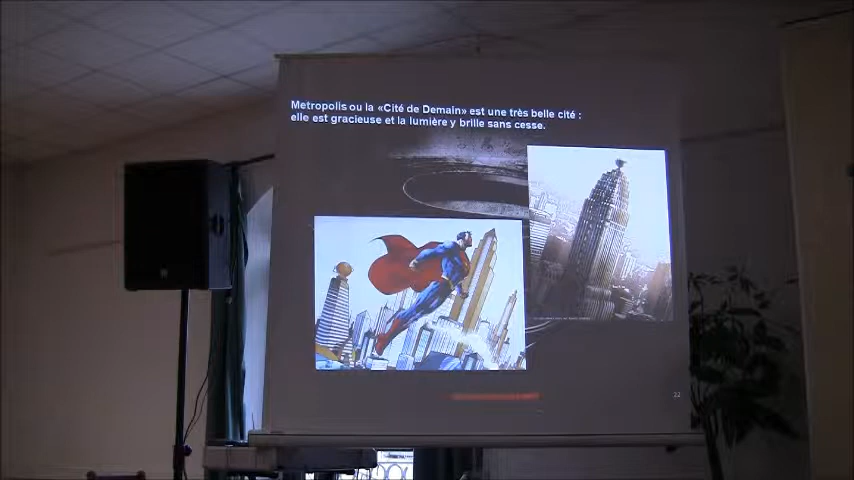 Metropolis ou la «Cité de Demain» est une très belle cité :
elle est gracieuse et la lumière y brille sans cesse.
22